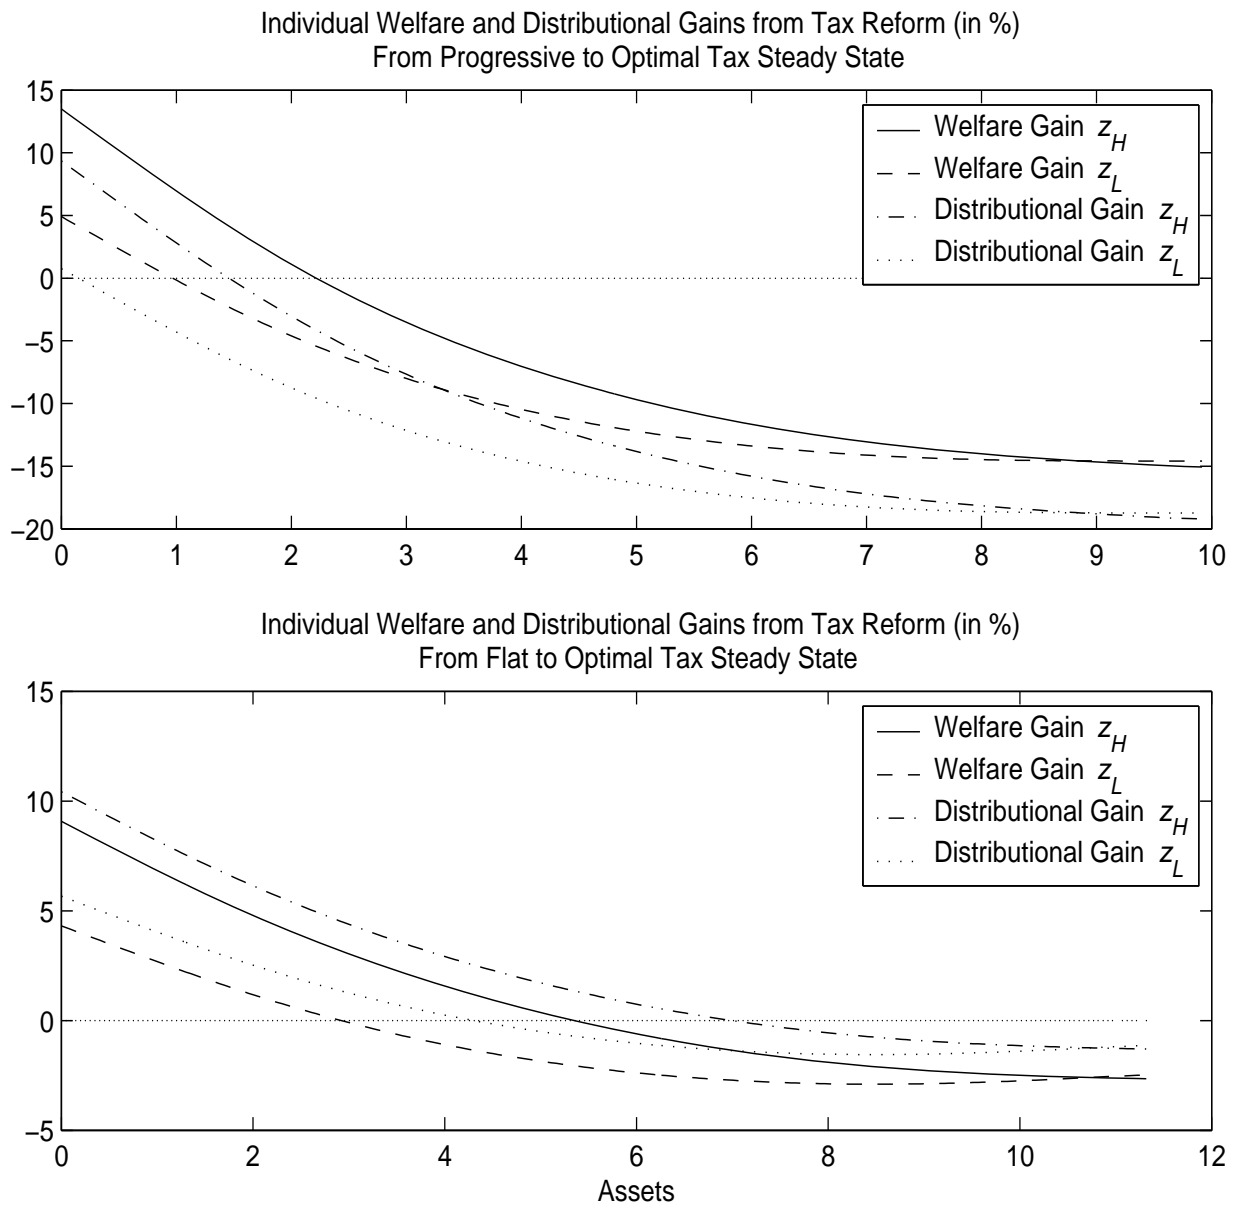 Individual Welfare and Distributional Gains from Tax Reform (in %)
From Progressive to Optimal Tax Steady State
15
10
5
0
−5
−10
−15
−20
Welfare Gain z_H
Welfare Gain z_L
Distributional Gain z_H
Distributional Gain z_L
0 1 2 3 4 5 6 7 8 9 10
Individual Welfare and Distributional Gains from Tax Reform (in %)
From Flat to Optimal Tax Steady State
15
10
5
0
−5
Welfare Gain z_H
Welfare Gain z_L
Distributional Gain z_H
Distributional Gain z_L
0 2 4 6 8 10 12
Assets